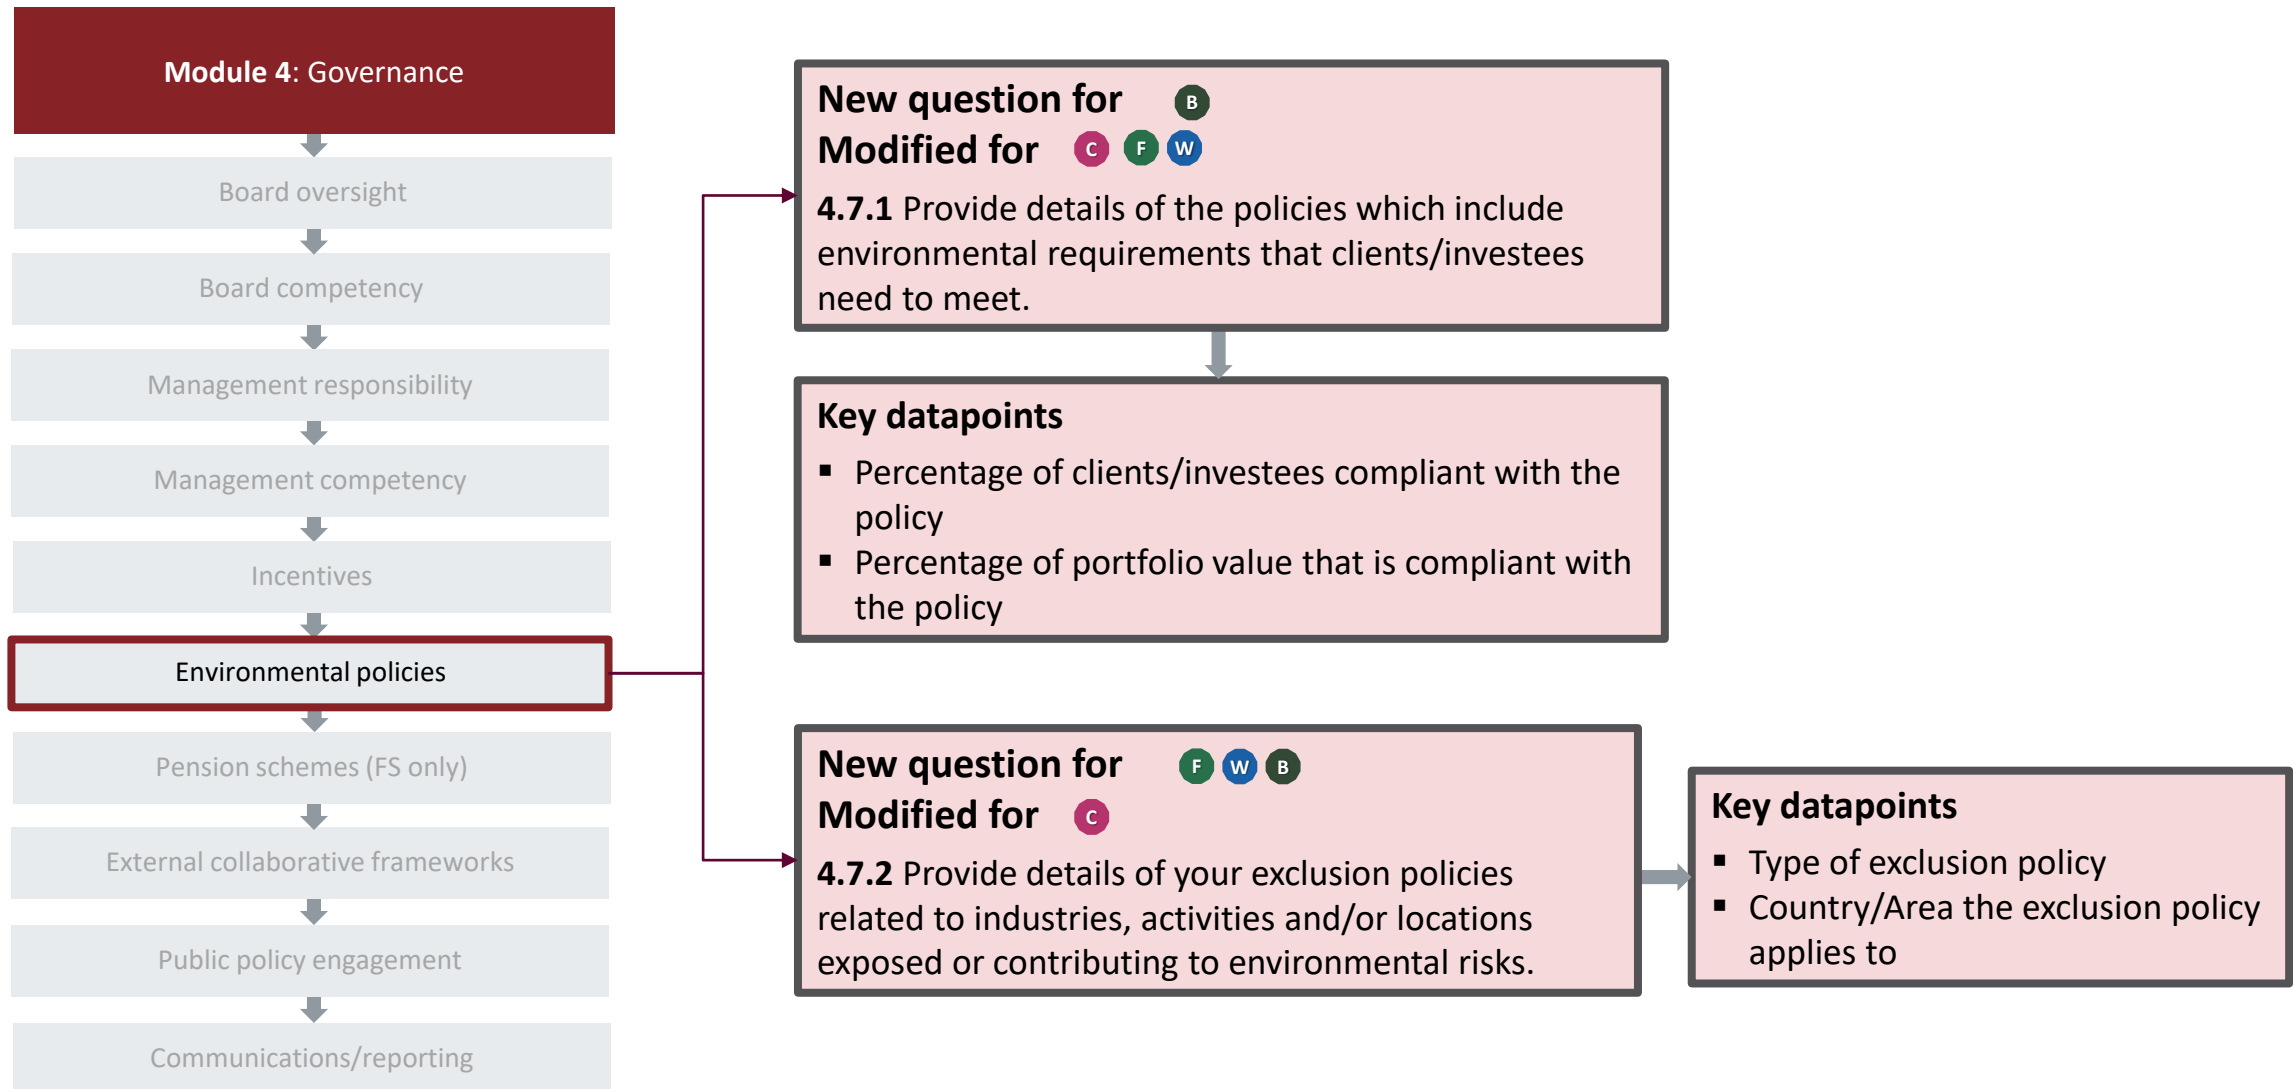 Module 4: Governance
Board oversight
Board competency
Management responsibility
Management competency
Incentives
Environmental policies
Pension schemes (FS only)
External collaborative frameworks
Public policy engagement
Communications/reporting
New question for B
Modified for C F W
4.7.1 Provide details of the policies which include
environmental requirements that clients/investees
need to meet.
Key datapoints
▪ Percentage of clients/investees compliant with the
policy
▪ Percentage of portfolio value that is compliant with
the policy
New question for F W B
Modified for C
4.7.2 Provide details of your exclusion policies
related to industries, activities and/or locations
exposed or contributing to environmental risks.
Key datapoints
▪ Type of exclusion policy
▪ Country/Area the exclusion policy
applies to